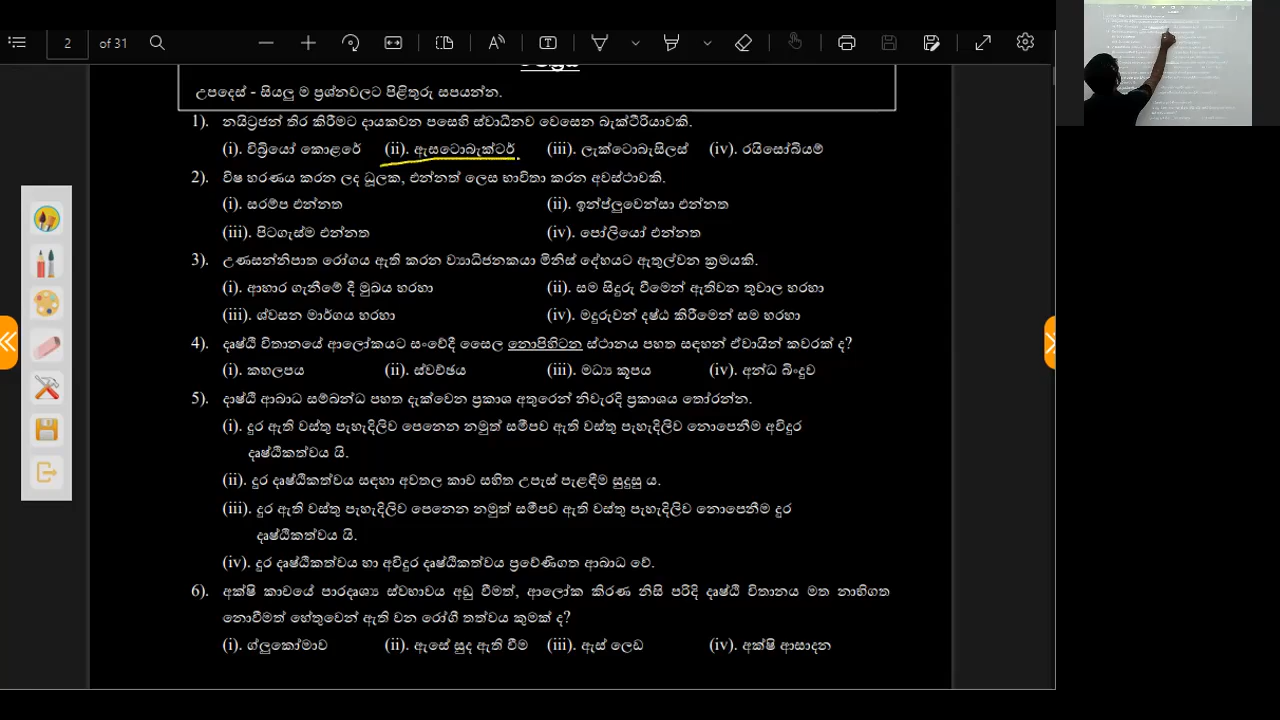 2 of 31
උපදෙස් - සියලු ම ප්‍රශ්නවලට පිළිතුරු සපයන්න.
1). නයිට්‍රජන් තිර කිරීමට දායකවන පසෙහි නිදහසේ වෙසෙන බැක්ටීරියාවකි.
(i). විබ්‍රියෝ කොළරේ (ii). ඇසටොබැක්ටර් (iii). ලැක්ටොබැසිලස් (iv). රයිසෝබියම්
2). විෂ හරණය කරන ලද ධූලක, එන්නත් ලෙස භාවිතා කරන අවස්ථාවකි.
(i). සරම්ප එන්නත (ii). ඉන්ප්ලුවෙන්සා එන්නත
(iii). පිටගැස්ම එන්නත (iv). පෝලියෝ එන්නත
3). උණසන්නිපාත රෝගය ඇති කරන ව්‍යාධිජනකයා මිනිස් දේහයට ඇතුල්වන ක්‍රමයකි.
(i). ආහාර ගැනීමේ දී මුඛය හරහා (ii). සම සිදුරු වීමෙන් ඇතිවන තුවාල හරහා
(iii). ශ්වසන මාර්ගය හරහා (iv). මදුරුවන් දෂ්ඨ කිරීමෙන් සම හරහා
4). දෘෂ්ඨි විතානයේ ආලෝකයට සංවේදී සෛල නොපිහිටන ස්ථානය පහත සඳහන් ඒවායින් කවරක් ද?
(i). කහලපය (ii). ස්වච්ඡය (iii). මධ්‍ය කූපය (iv). අන්ධ බිංදුව
5). දෘෂ්ඨි ආබාධ සම්බන්ධ පහත දැක්වෙන ප්‍රකාශ අතුරෙන් නිවැරදි ප්‍රකාශය තෝරන්න.
(i). දුර ඇති වස්තු පැහැදිලිව පෙනෙන නමුත් සමීපව ඇති වස්තු පැහැදිලිව නොපෙනීම අවිදුර
දෘෂ්ඨිකත්වය යි.
(ii). දුර දෘෂ්ඨිකත්වය සඳහා අවතල කාච සහිත උපැස් පැළඳීම සුදුසු ය.
(iii). දුර ඇති වස්තු පැහැදිලිව පෙනෙන නමුත් සමීපව ඇති වස්තු පැහැදිලිව නොපෙනීම දුර
දෘෂ්ඨිකත්වය යි.
(iv). දුර දෘෂ්ඨිකත්වය හා අවිදුර දෘෂ්ඨිකත්වය ප්‍රවේණිගත ආබාධ වේ.
6). අක්ෂි කාචයේ පාරදෘශ්‍ය ස්වභාවය අඩු වීමත්, ආලෝක කිරණ නිසි පරිදි දෘෂ්ඨි විතානය මත නාභිගත
නොවීමත් හේතුවෙන් ඇති වන රෝගී තත්වය කුමක් ද?
(i). ග්ලුකෝමාව (ii). ඇසේ සුද ඇති වීම (iii). ඇස් ලෙඩ (iv). අක්ෂි ආසාදන